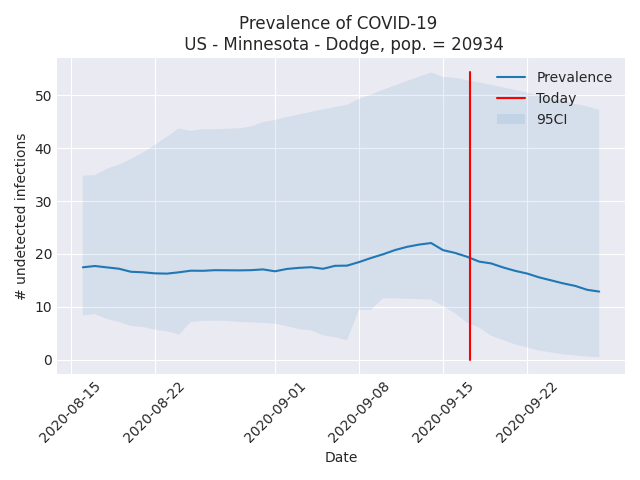 Prevalence of COVID-19
US - Minnesota - Dodge, pop. = 20934
# undetected infections
50
40
30
20
10
0
Prevalence
Today
95CI
2020-08-15
2020-08-22
2020-09-01
2020-09-08
2020-09-15
2020-09-22
Date